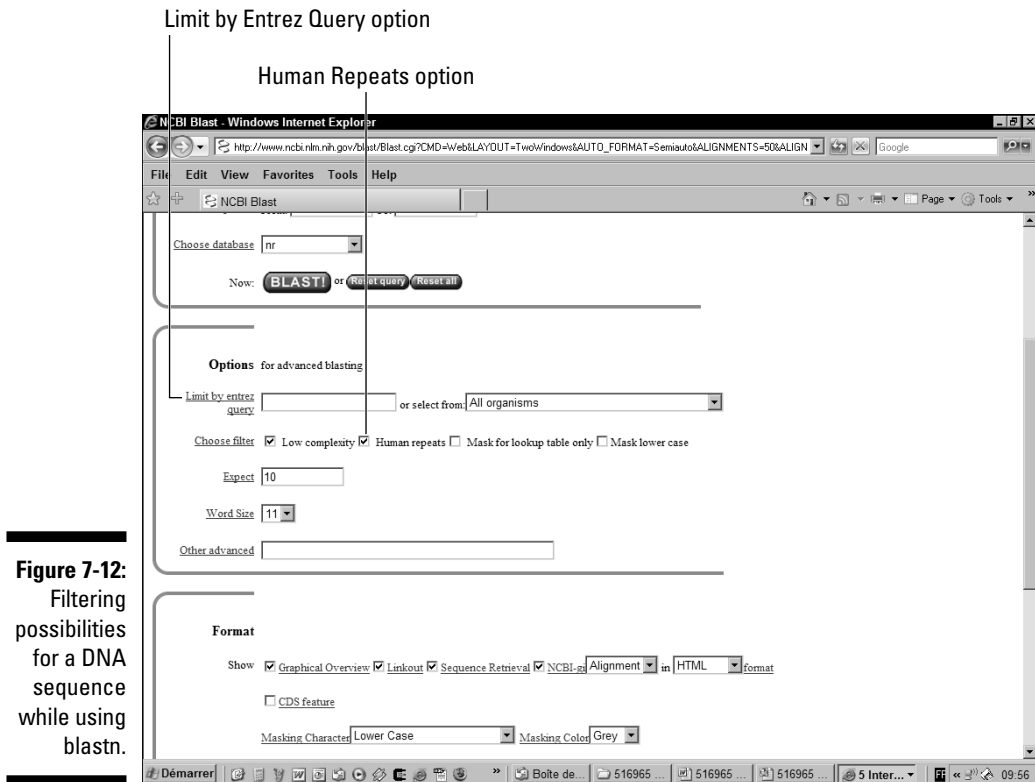 Limit by Entrez Query option
Human Repeats option
NCBI Blast - Windows Internet Explorer
http://www.ncbi.nlm.nih.gov/blast/Blast.cgi?CMD=Web&LAYOUT=TwoWindows&AUTO_FORMAT=Semiauto&ALIGNMENTS=50&ALIGN
Google
File Edit View Favorites Tools Help
NCBI Blast
Page Tools
Choose database nr
Now: BLAST! or Reset query Reset all
Options for advanced blasting
Limit by entrez query or select from: All organisms
Choose filter Low complexity Human repeats Mask for lookup table only Mask lower case
Expect 10
Word Size 11
Other advanced
Format
Show Graphical Overview Linkout Sequence Retrieval NCBI-gi Alignment in HTML format
CDS feature
Masking Character Lower Case Masking Color Grey
Démarrer » Boîte de... 516965 ... 516965 ... 516965 ... 5 Inter... FR « 09:06
Figure 7-12:
Filtering
possibilities
for a DNA
sequence
while using
blastn.